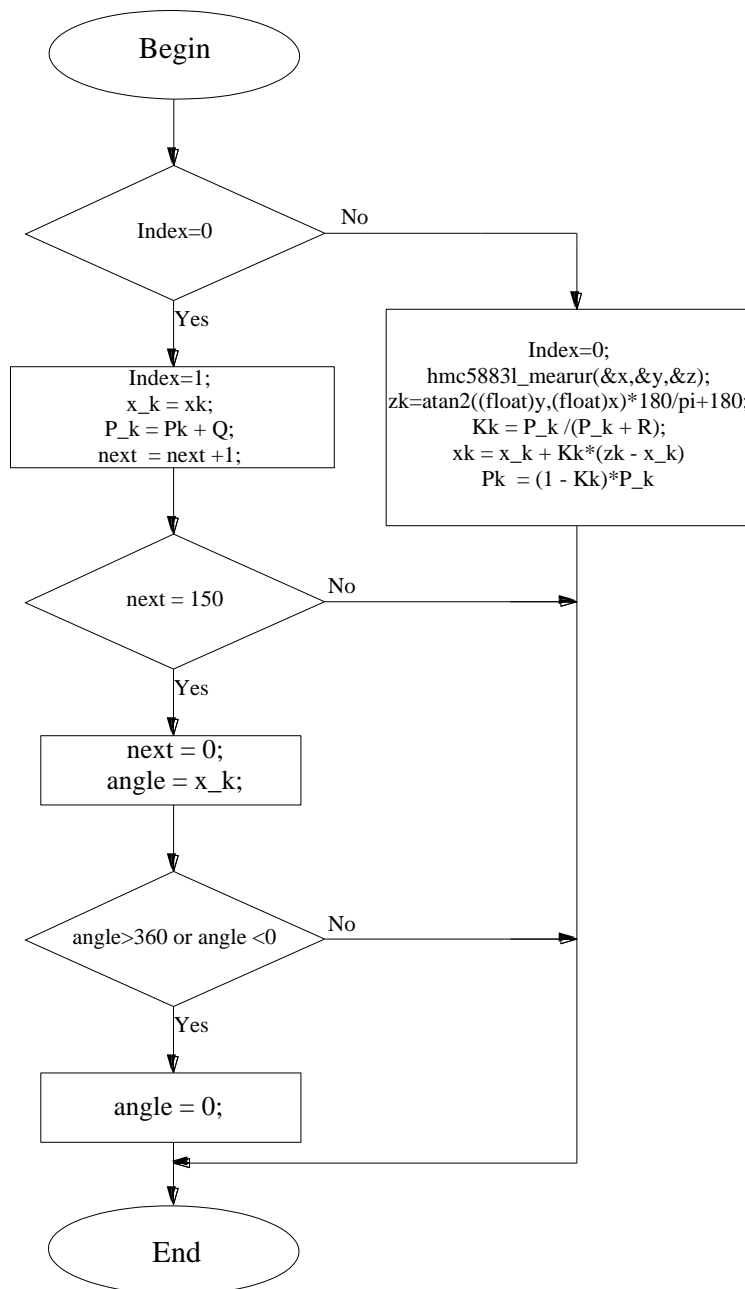 Begin
Index=0
No
Yes
Index=1;
x_k = xk;
P_k = Pk + Q;
next = next +1;
Index=0;
hmc5883l_mearur(&x,&y,&z);
zk=atan2((float)y,(float)x)*180/pi+180;
Kk = P_k /(P_k + R);
xk = x_k + Kk*(zk - x_k)
Pk = (1 - Kk)*P_k
next = 150
No
Yes
next = 0;
angle = x_k;
angle>360 or angle <0
No
Yes
angle = 0;
End